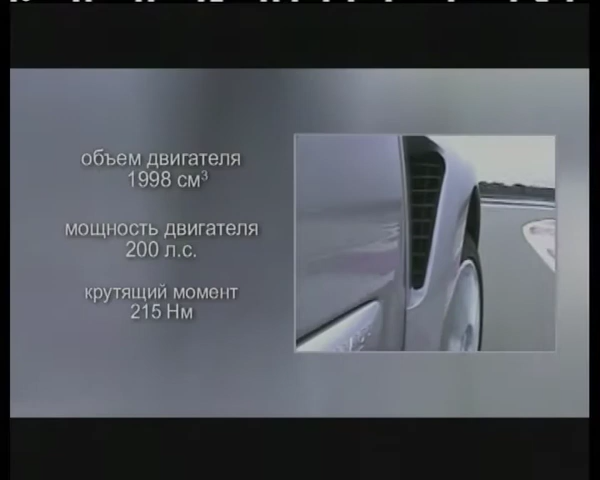 объем двигателя
1998 см³
мощность двигателя
200 л.с.
крутящий момент
215 Нм